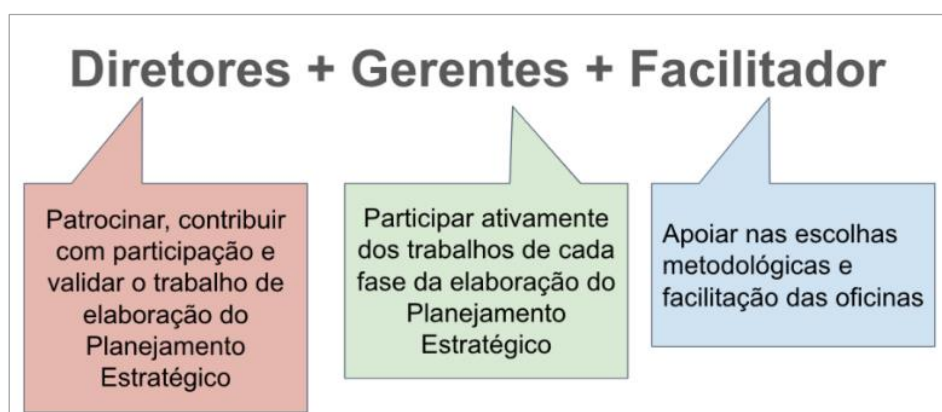 Diretores + Gerentes + Facilitador
Patrocinar, contribuir
com participação e
validar o trabalho de
elaboração do
Planejamento
Estratégico
Participar ativamente
dos trabalhos de cada
fase da elaboração do
Planejamento
Estratégico
Apoiar nas escolhas
metodológicas e
facilitação das oficinas